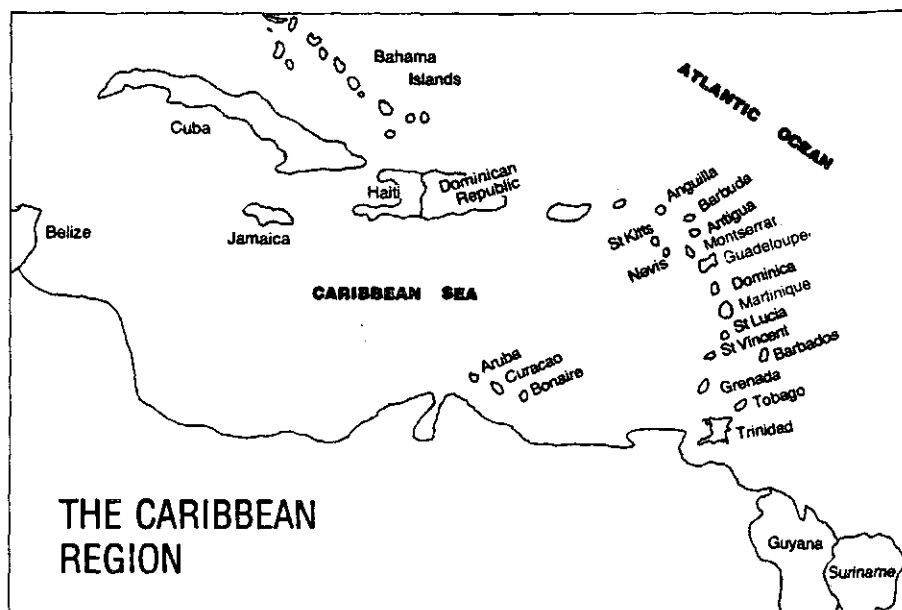 Bahama
Islands
ATLANTIC OCEAN
Cuba
Haiti
Dominican
Republic
Anguilla
Barbuda
Belize
Jamaica
St Kitts
Antigua
Montserrat
Nevis
Guadeloupe
CARIBBEAN SEA
Dominica
Martinique
St Lucia
St Vincent
Barbados
Aruba
Curacao
Bonaire
Grenada
Tobago
Trinidad
THE CARIBBEAN
REGION
Guyana
Suriname